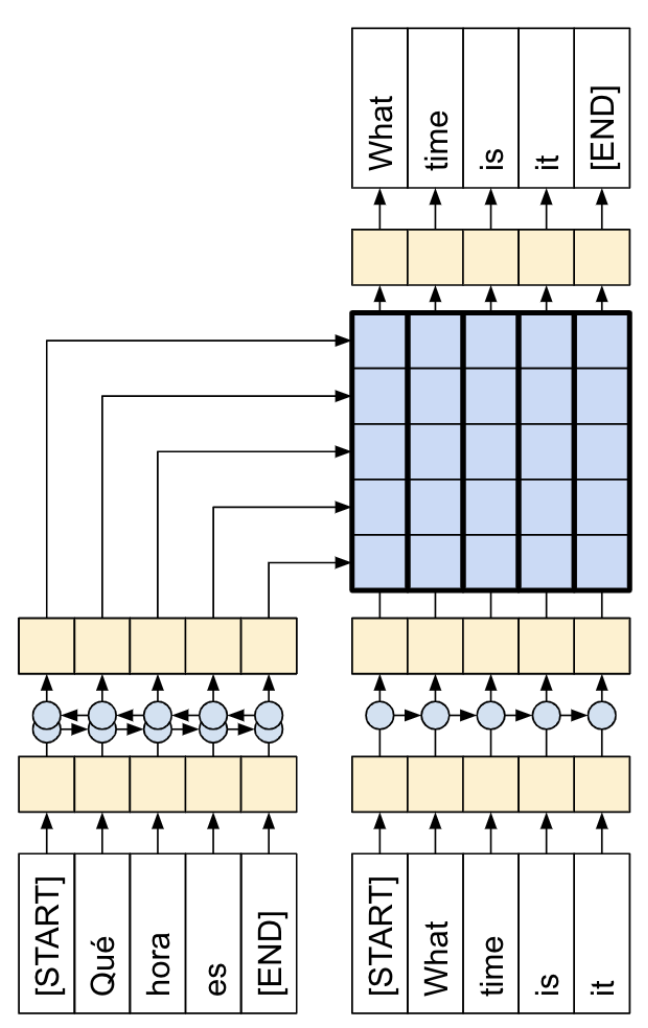 What
time
is
it
[END]
[START]
Qué
hora
es
[END]
[START]
What
time
is
it